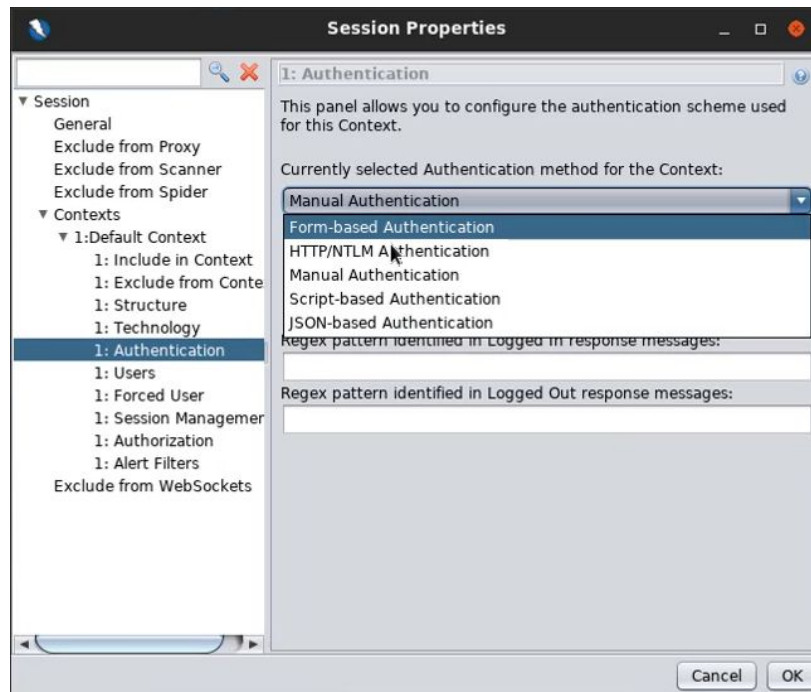 Session Properties
1: Authentication
Session
General
Exclude from Proxy
Exclude from Scanner
Exclude from Spider
Contexts
1:Default Context
1: Include in Context
1: Exclude from Conte
1: Structure
1: Technology
1: Authentication
1: Users
1: Forced User
1: Session Managemer
1: Authorization
1: Alert Filters
Exclude from WebSockets
This panel allows you to configure the authentication scheme used
for this Context.
Currently selected Authentication method for the Context:
Manual Authentication
Form-based Authentication
HTTP/NTLM Authentication
Manual Authentication
Script-based Authentication
JSON-based Authentication
Regex pattern identified in Logged In response messages:
Regex pattern identified in Logged Out response messages:
Cancel
OK